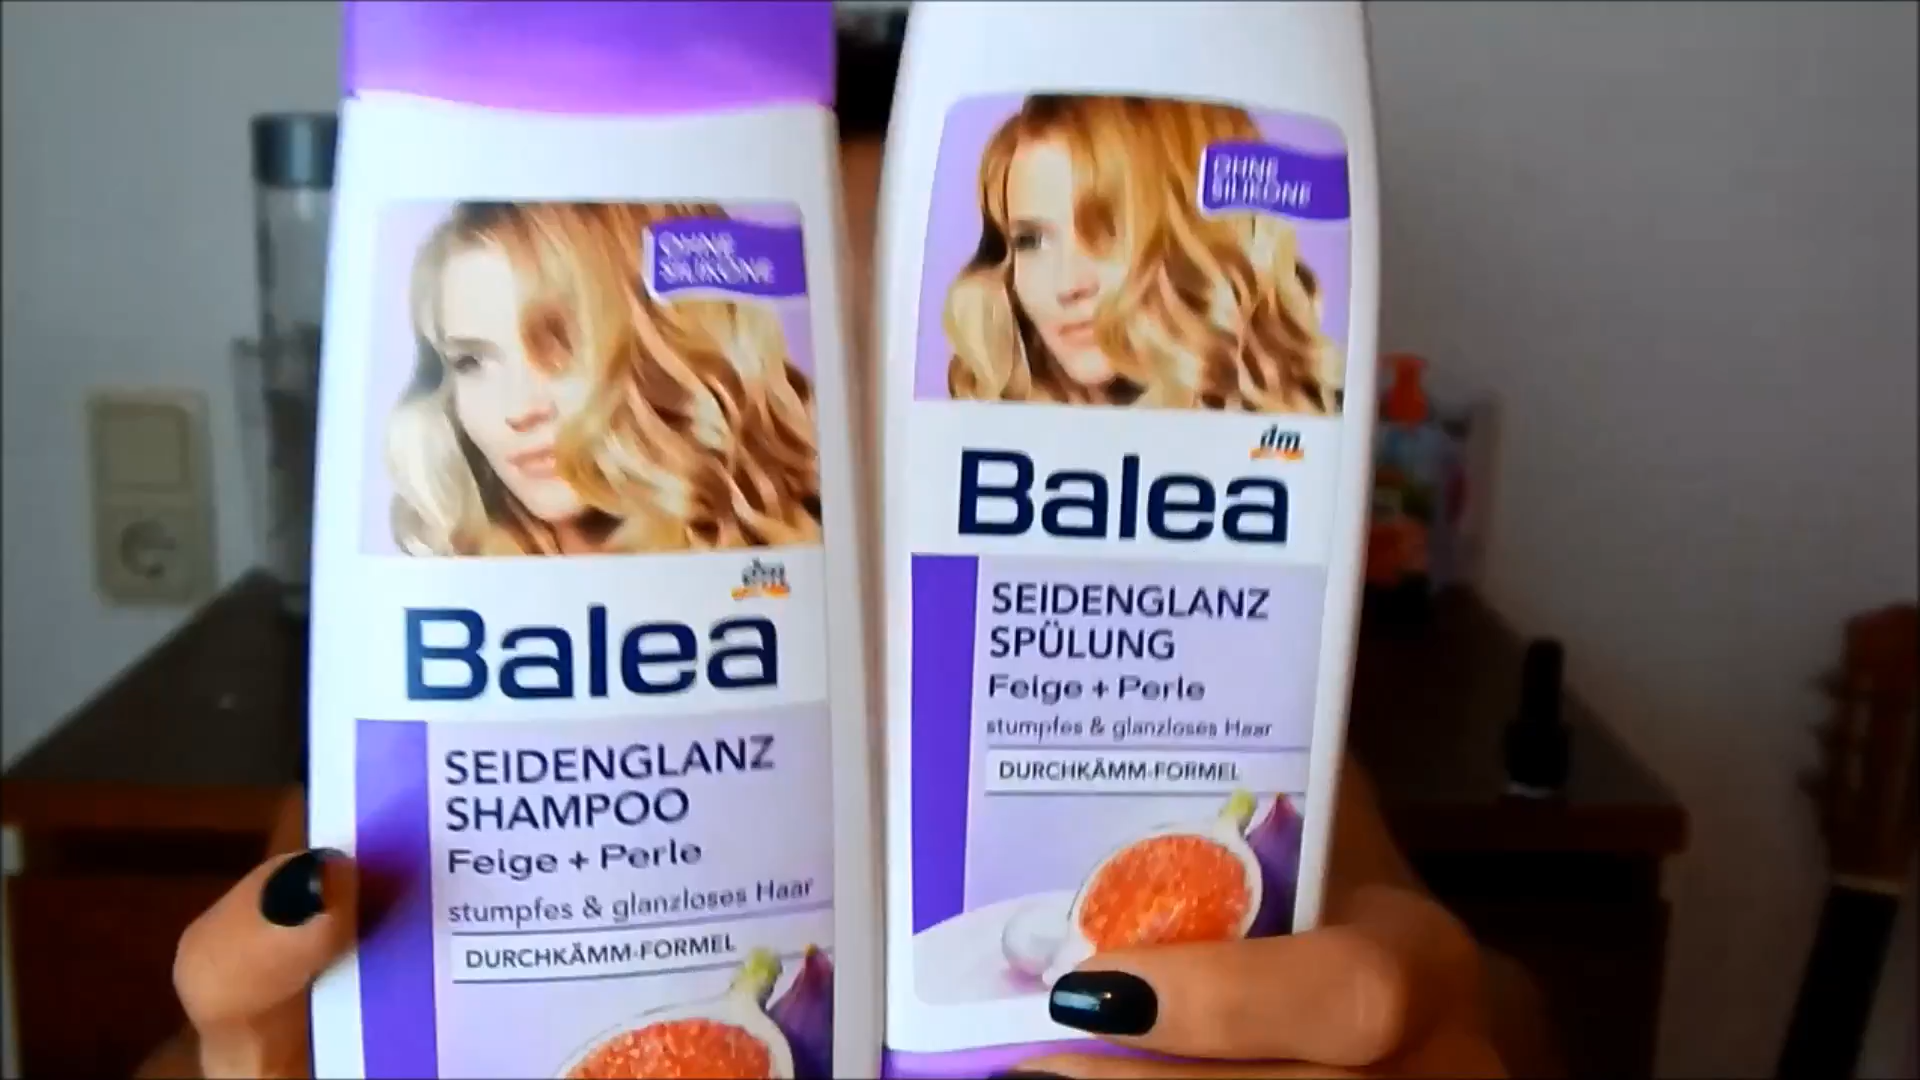 OHNE
SILIKONE
dm
Balea
SEIDENGLANZ
SHAMPOO
Feige + Perle
stumpfes & glanzloses Haar
DURCHKÄMM-FORMEL
OHNE
SILIKONE
dm
Balea
SEIDENGLANZ
SPÜLUNG
Feige + Perle
stumpfes & glanzloses Haar
DURCHKÄMM-FORMEL